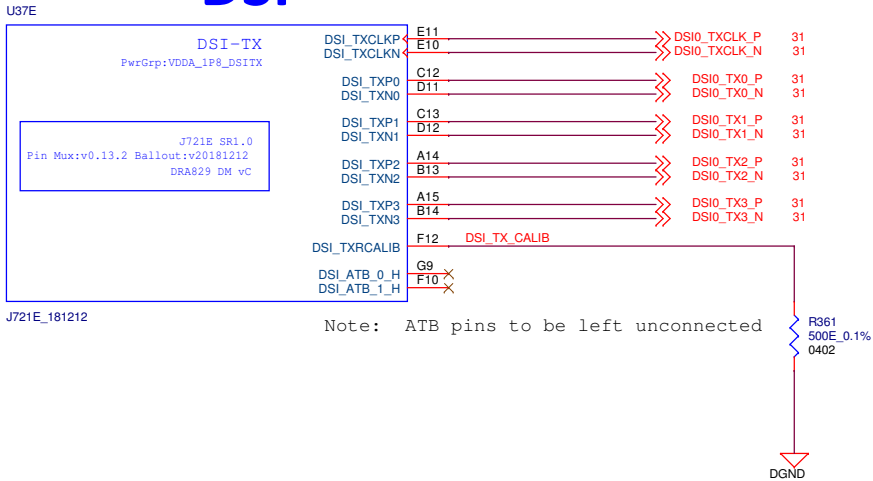 DSI
U37E
DSI-TX
PwrGrp:VDDA_1P8_DSITX
J721E SR1.0
Pin Mux:v0.13.2 Ballout:v20181212
DRA829 DM vC
DSI_TXCLKP E11 DSI0_TXCLK_P 31
DSI_TXCLKN E10 DSI0_TXCLK_N 31
DSI_TXP0 C12 DSI0_TX0_P 31
DSI_TXN0 D11 DSI0_TX0_N 31
DSI_TXP1 C13 DSI0_TX1_P 31
DSI_TXN1 D12 DSI0_TX1_N 31
DSI_TXP2 A14 DSI0_TX2_P 31
DSI_TXN2 B13 DSI0_TX2_N 31
DSI_TXP3 A15 DSI0_TX3_P 31
DSI_TXN3 B14 DSI0_TX3_N 31
DSI_TXRCALIB F12 DSI_TX_CALIB
DSI_ATB_0_H G9
DSI_ATB_1_H F10
J721E_181212
Note: ATB pins to be left unconnected
R361
500E_0.1%
0402
DGND